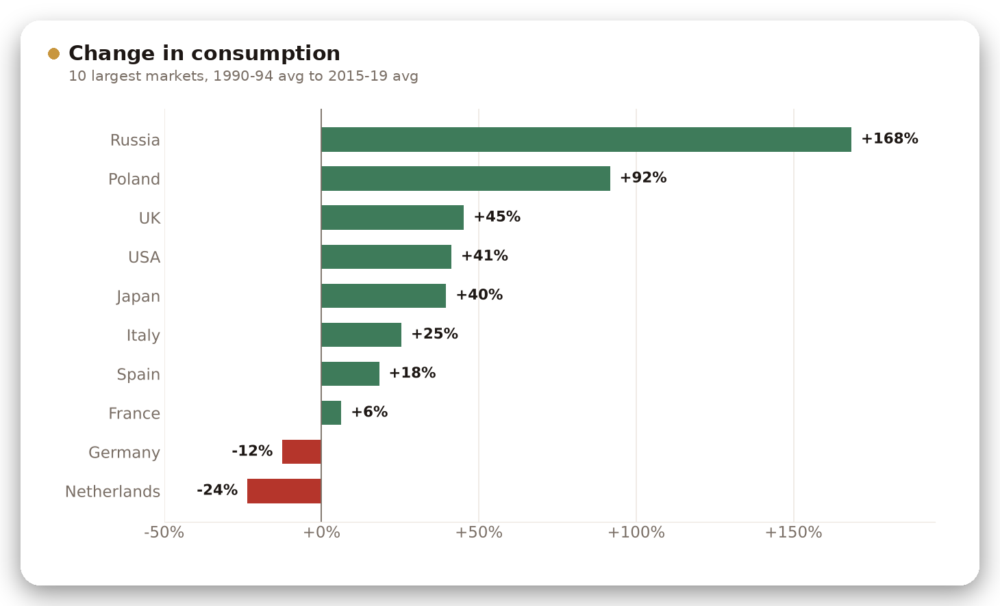 Change in consumption
10 largest markets, 1990-94 avg to 2015-19 avg
Russia +168%
Poland +92%
UK +45%
USA +41%
Japan +40%
Italy +25%
Spain +18%
France +6%
Germany -12%
Netherlands -24%
-50% +0% +50% +100% +150%